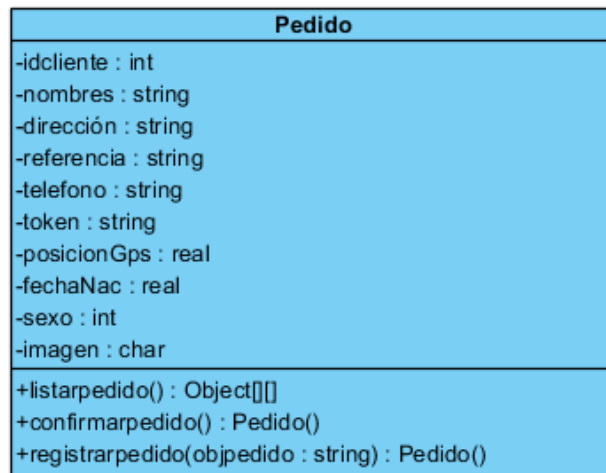 Pedido
-idcliente : int
-nombres : string
-dirección : string
-referencia : string
-telefono : string
-token : string
-posicionGps : real
-fechaNac : real
-sexo : int
-imagen : char
+listarpedido() : Object[][]
+confirmarpedido() : Pedido()
+registrarpedido(objpedido : string) : Pedido()